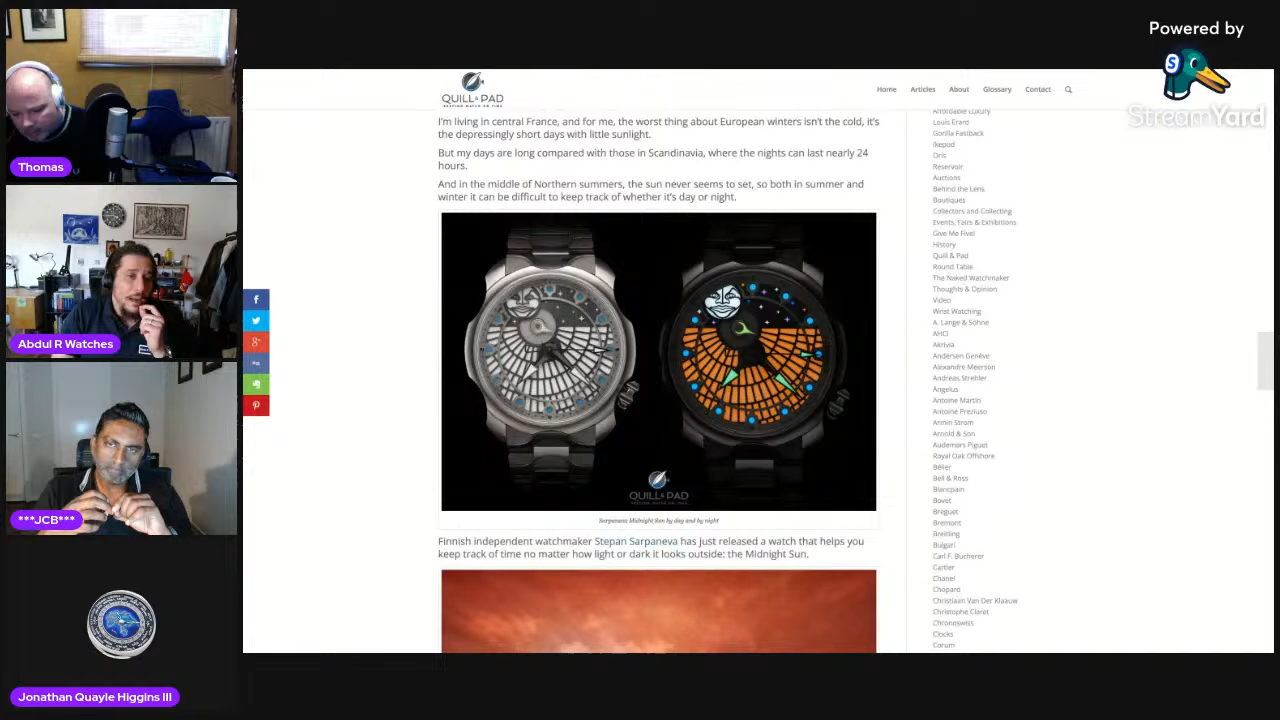 Powered by
S
StreamYard
Thomas
Abdul R Watches
***JCB***
Jonathan Quayle Higgins III
QUILL & PAD
KEEPING WATCH ON TIME
Home
Articles
About
Glossary
Contact
I'm living in central France, and for me, the worst thing about European winters isn't the cold, it's
the depressingly short days with little sunlight.
But my days are long compared with those in Scandinavia, where the nights can last nearly 24
hours.
And in the middle of Northern summers, the sun never seems to set, so both in summer and
winter it can be difficult to keep track of whether it's day or night.
QUILL & PAD
KEEPING WATCH ON TIME
Sarpaneva Midnight Sun by day and by night
Finnish independent watchmaker Stepan Sarpaneva has just released a watch that helps you
keep track of time no matter how light or dark it looks outside: the Midnight Sun.
Affordable Luxury
Louis Erard
Gorilla Fastback
Ikepod
Oris
Reservoir
Auctions
Behind the Lens
Boutiques
Collectors and Collecting
Events, Fairs & Exhibitions
Give Me Five!
History
Quill & Pad
Round Table
The Naked Watchmaker
Thoughts & Opinion
Video
Wrist Watching
A. Lange & Söhne
AHCI
Akrivia
Andersen Genève
Alexandre Meerson
Andreas Strehler
Angelus
Antoine Martin
Antoine Preziuso
Armin Strom
Arnold & Son
Audemars Piguet
Royal Oak Offshore
Bélier
Bell & Ross
Blancpain
Bovet
Breguet
Bremont
Breitling
Bulgari
Carl F. Bucherer
Cartier
Chanel
Chopard
Christiaan Van Der Klaauw
Christophe Claret
Chronoswiss
Clocks
Corum